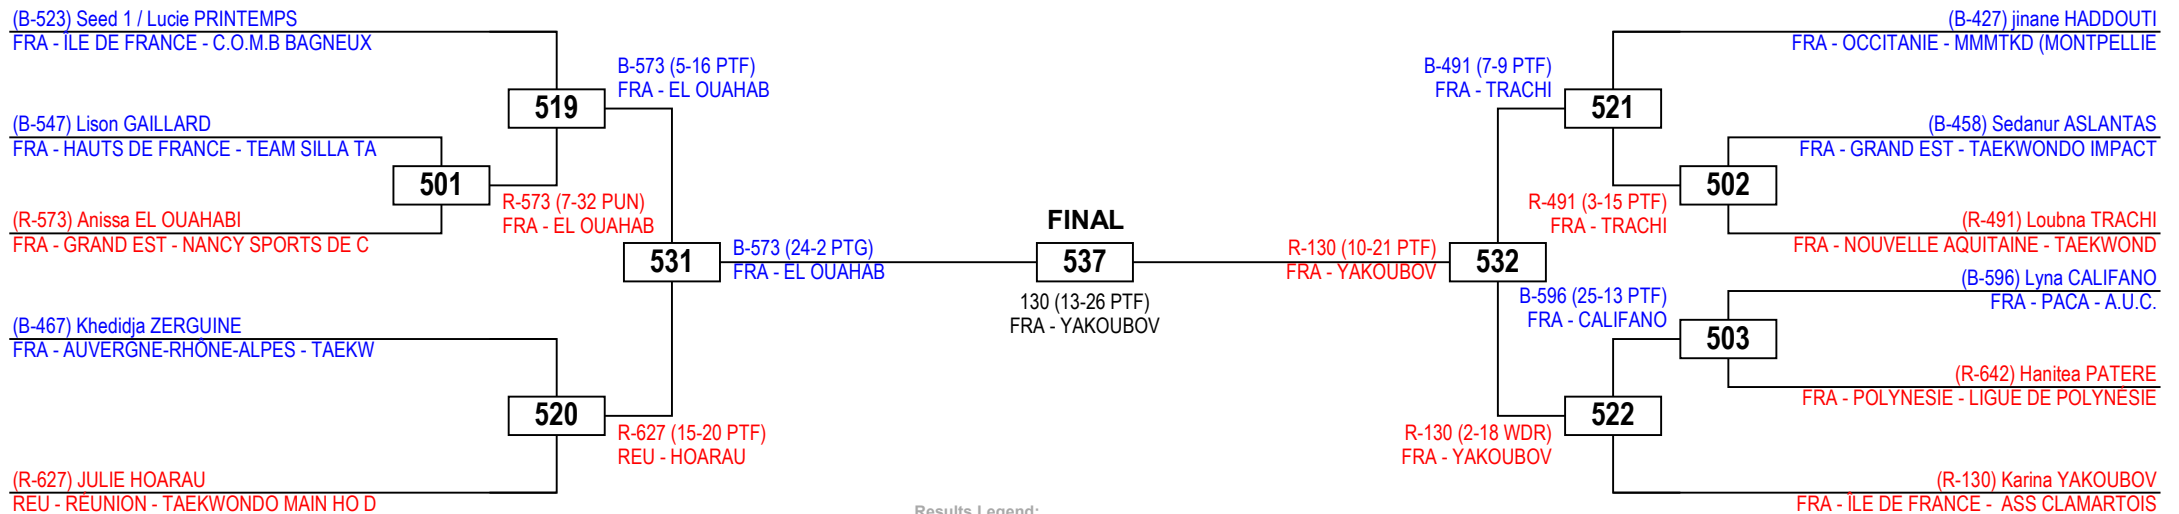 (B-523) Seed 1 / Lucie PRINTEMPS
FRA - ÎLE DE FRANCE - C.O.M.B BAGNEUX
B-573 (5-16 PTF)
FRA - EL OUAHAB
519
(B-547) Lison GAILLARD
FRA - HAUTS DE FRANCE - TEAM SILLA TA
501
R-573 (7-32 PUN)
FRA - EL OUAHAB
(R-573) Anissa EL OUAHABI
FRA - GRAND EST - NANCY SPORTS DE C
531
B-573 (24-2 PTG)
FRA - EL OUAHAB
(B-467) Khedidja ZERGUINE
FRA - AUVERGNE-RHÔNE-ALPES - TAEKW
520
R-627 (15-20 PTF)
REU - HOARAU
(R-627) JULIE HOARAU
REU - RÉUNION - TAEKWONDO MAIN HO D
FINAL
537
130 (13-26 PTF)
FRA - YAKOUBOV
(B-427) jinane HADDOUTI
FRA - OCCITANIE - MMMTKD (MONTPELLIE
B-491 (7-9 PTF)
FRA - TRACHI
521
(B-458) Sedanur ASLANTAS
FRA - GRAND EST - TAEKWONDO IMPACT
502
R-491 (3-15 PTF)
FRA - TRACHI
(R-491) Loubna TRACHI
FRA - NOUVELLE AQUITAINE - TAEKWOND
R-130 (10-21 PTF)
FRA - YAKOUBOV
532
(B-596) Lyna CALIFANO
FRA - PACA - A.U.C.
B-596 (25-13 PTF)
FRA - CALIFANO
503
(R-642) Hanitea PATERE
FRA - POLYNESIE - LIGUE DE POLYNÉSIE
522
R-130 (2-18 WDR)
FRA - YAKOUBOV
(R-130) Karina YAKOUBOV
FRA - ÎLE DE FRANCE - ASS CLAMARTOIS
Results Legend: